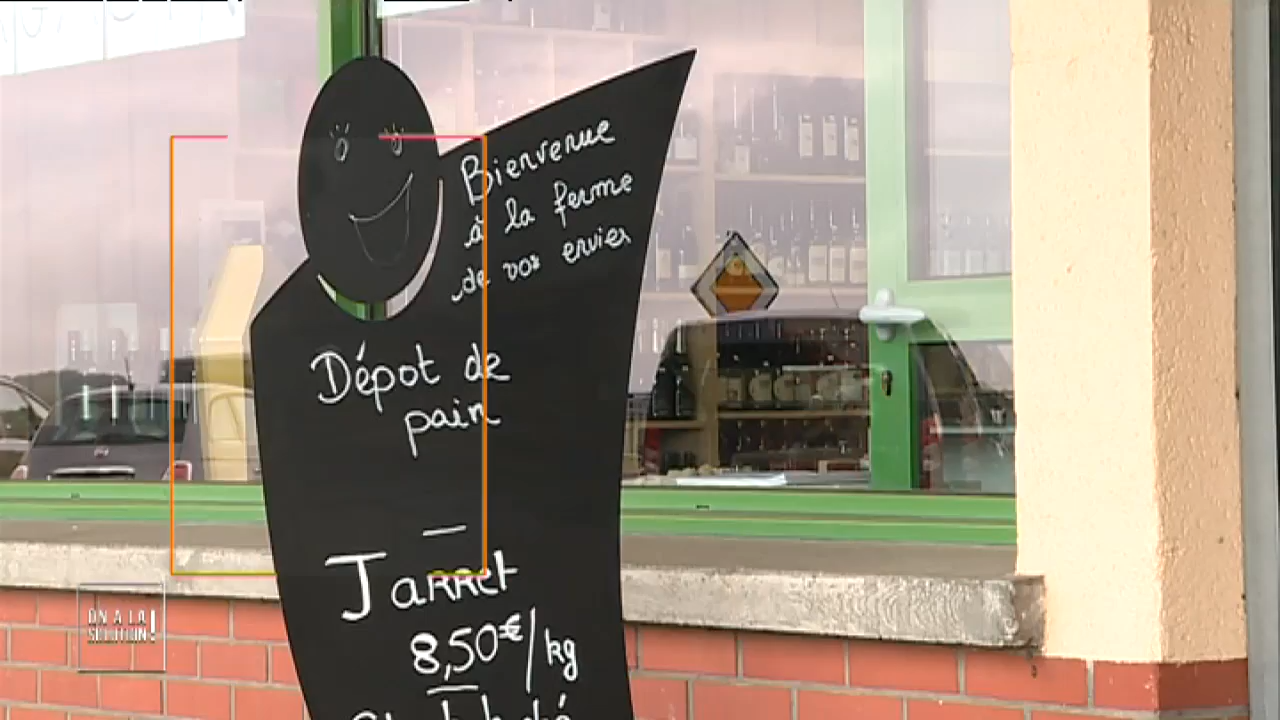 Bienvenue
à la ferme
de vos envies
Dépot de
pain
Jarret
8,50€/kg
ON A LA
SOLUTION!